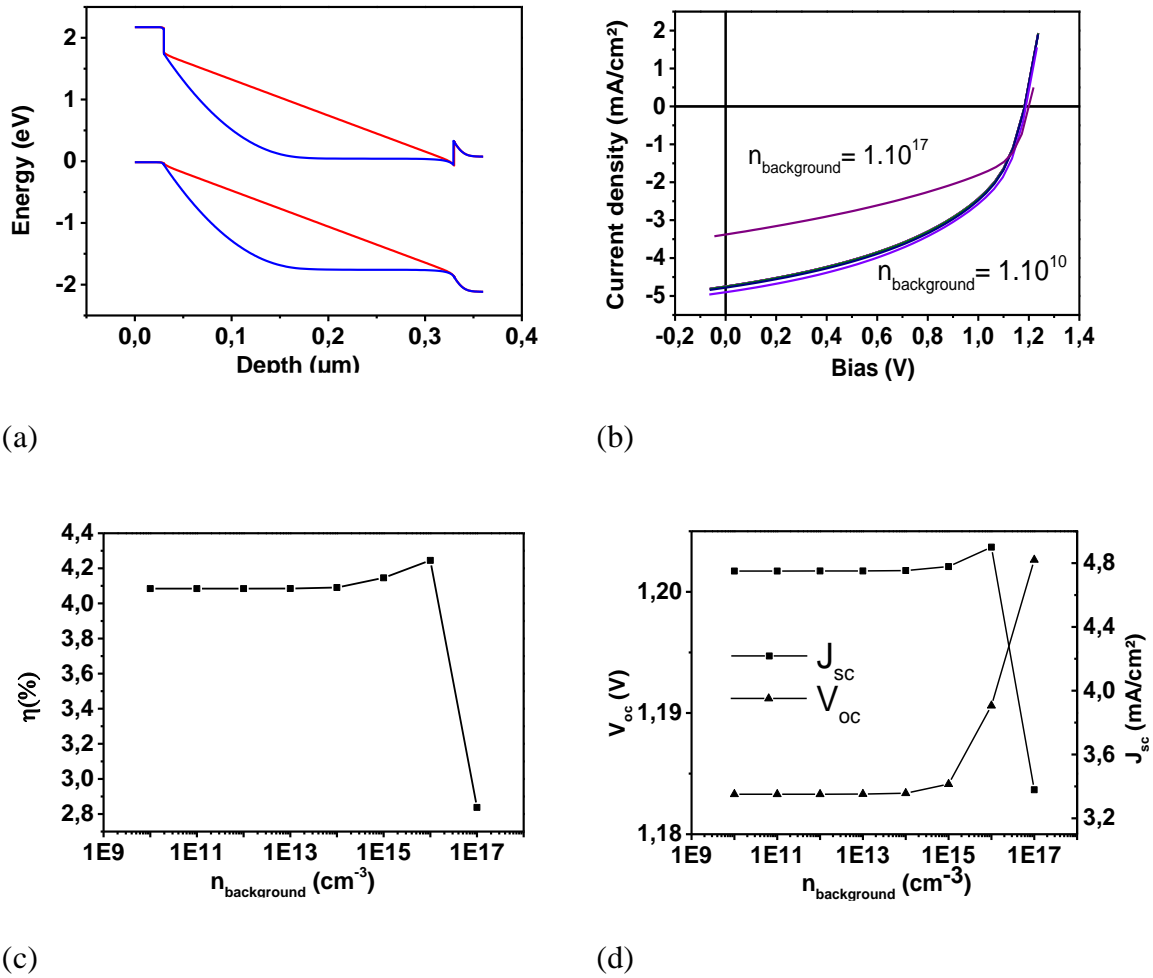 2
1
0
-1
-2
Energy (eV)
0,0 0,1 0,2 0,3 0,4
Depth (µm)
(a)
2
1
0
-1
-2
-3
-4
-5
Current density (mA/cm²)
n_background = 1.10^17
n_background = 1.10^10
-0,2 0,0 0,2 0,4 0,6 0,8 1,0 1,2 1,4
Bias (V)
(b)
4,4
4,2
4,0
3,8
3,6
3,4
3,2
3,0
2,8
η(%)
1E9 1E11 1E13 1E15 1E17
n_background (cm^-3)
(c)
1,20
1,19
1,18
V_oc (V)
J_sc
V_oc
4,8
4,4
4,0
3,6
3,2
J_sc (mA/cm²)
1E9 1E11 1E13 1E15 1E17
n_background (cm^-3)
(d)